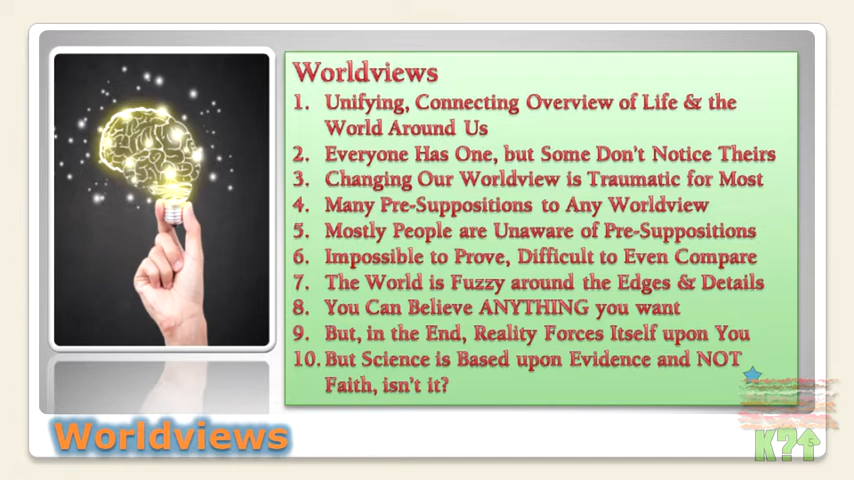 Worldviews
1. Unifying, Connecting Overview of Life & the
World Around Us
2. Everyone Has One, but Some Don't Notice Theirs
3. Changing Our Worldview is Traumatic for Most
4. Many Pre-Suppositions to Any Worldview
5. Mostly People are Unaware of Pre-Suppositions
6. Impossible to Prove, Difficult to Even Compare
7. The World is Fuzzy around the Edges & Details
8. You Can Believe ANYTHING you want
9. But, in the End, Reality Forces Itself upon You
10. But Science is Based upon Evidence and NOT
Faith, isn't it?
Worldviews
K?↑